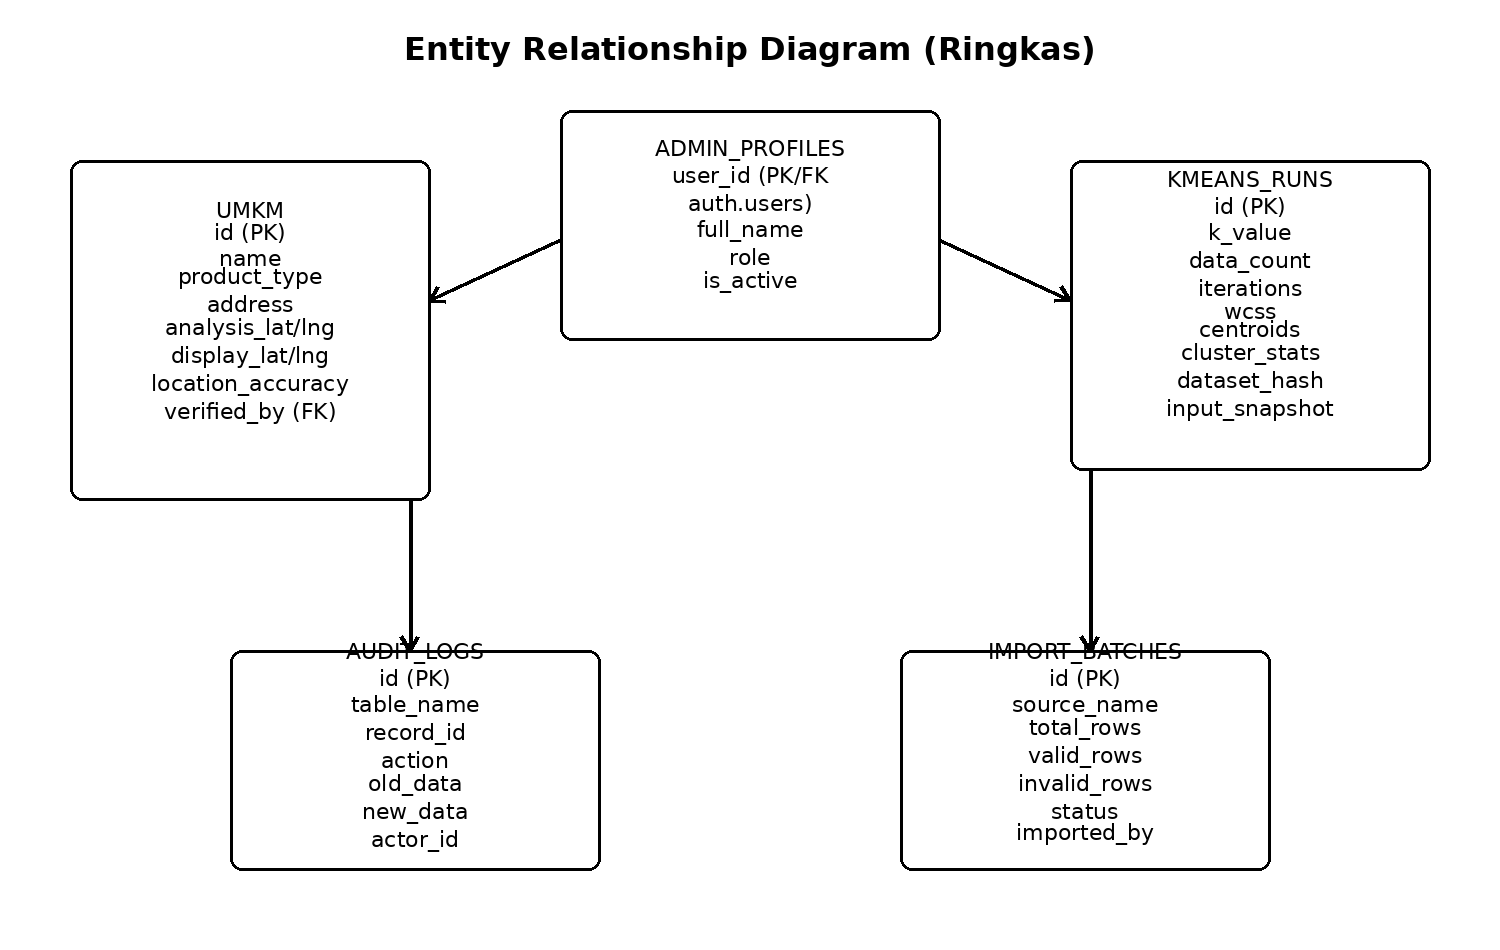 Entity Relationship Diagram (Ringkas)
ADMIN_PROFILES
user_id (PK/FK
auth.users)
full_name
role
is_active
UMKM
id (PK)
name
product_type
address
analysis_lat/lng
display_lat/lng
location_accuracy
verified_by (FK)
KMEANS_RUNS
id (PK)
k_value
data_count
iterations
wcss
centroids
cluster_stats
dataset_hash
input_snapshot
AUDIT_LOGS
id (PK)
table_name
record_id
action
old_data
new_data
actor_id
IMPORT_BATCHES
id (PK)
source_name
total_rows
valid_rows
invalid_rows
status
imported_by